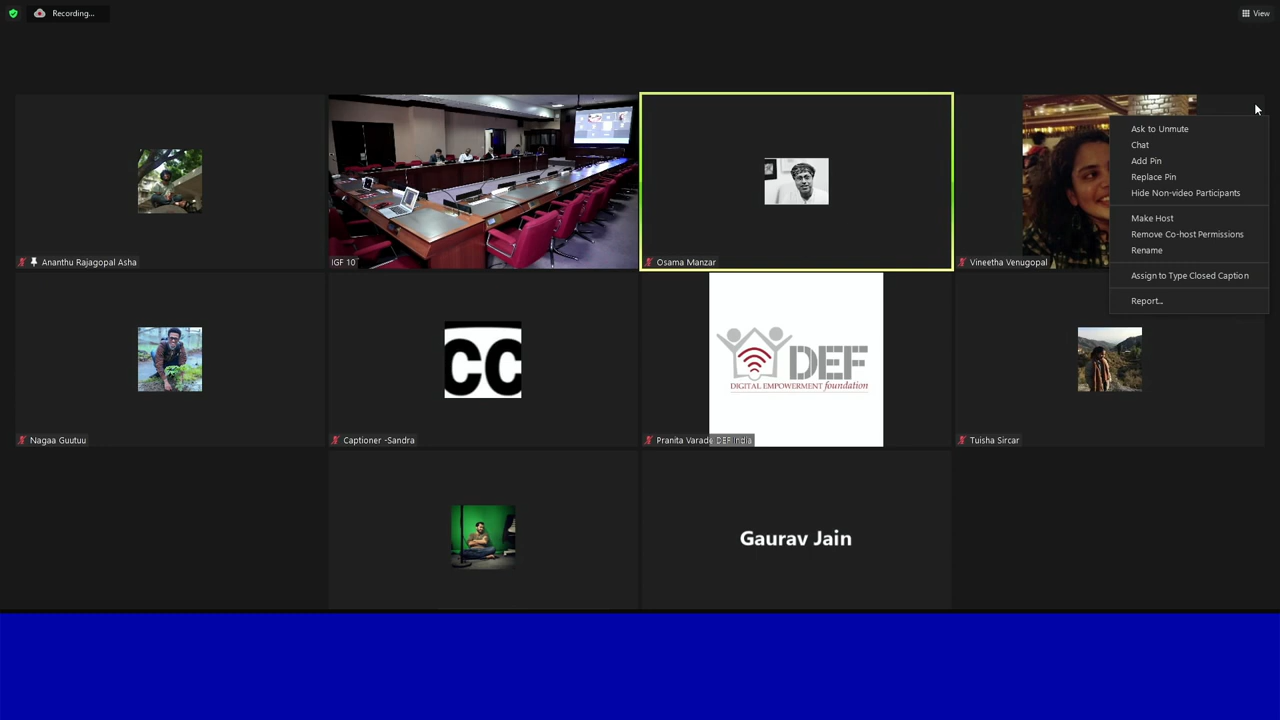 Recording...
View
Ananthu Rajagopal Asha
IGF 10
Osama Manzar
Vineetha Venugopal
Ask to Unmute
Chat
Add Pin
Replace Pin
Hide Non-video Participants
Make Host
Remove Co-host Permissions
Rename
Assign to Type Closed Caption
Report...
Nagaa Guutuu
CC
Captioner -Sandra
DEF
DIGITAL EMPOWERMENT foundation
Pranita Varade DEF India
Tuisha Sircar
Gaurav Jain